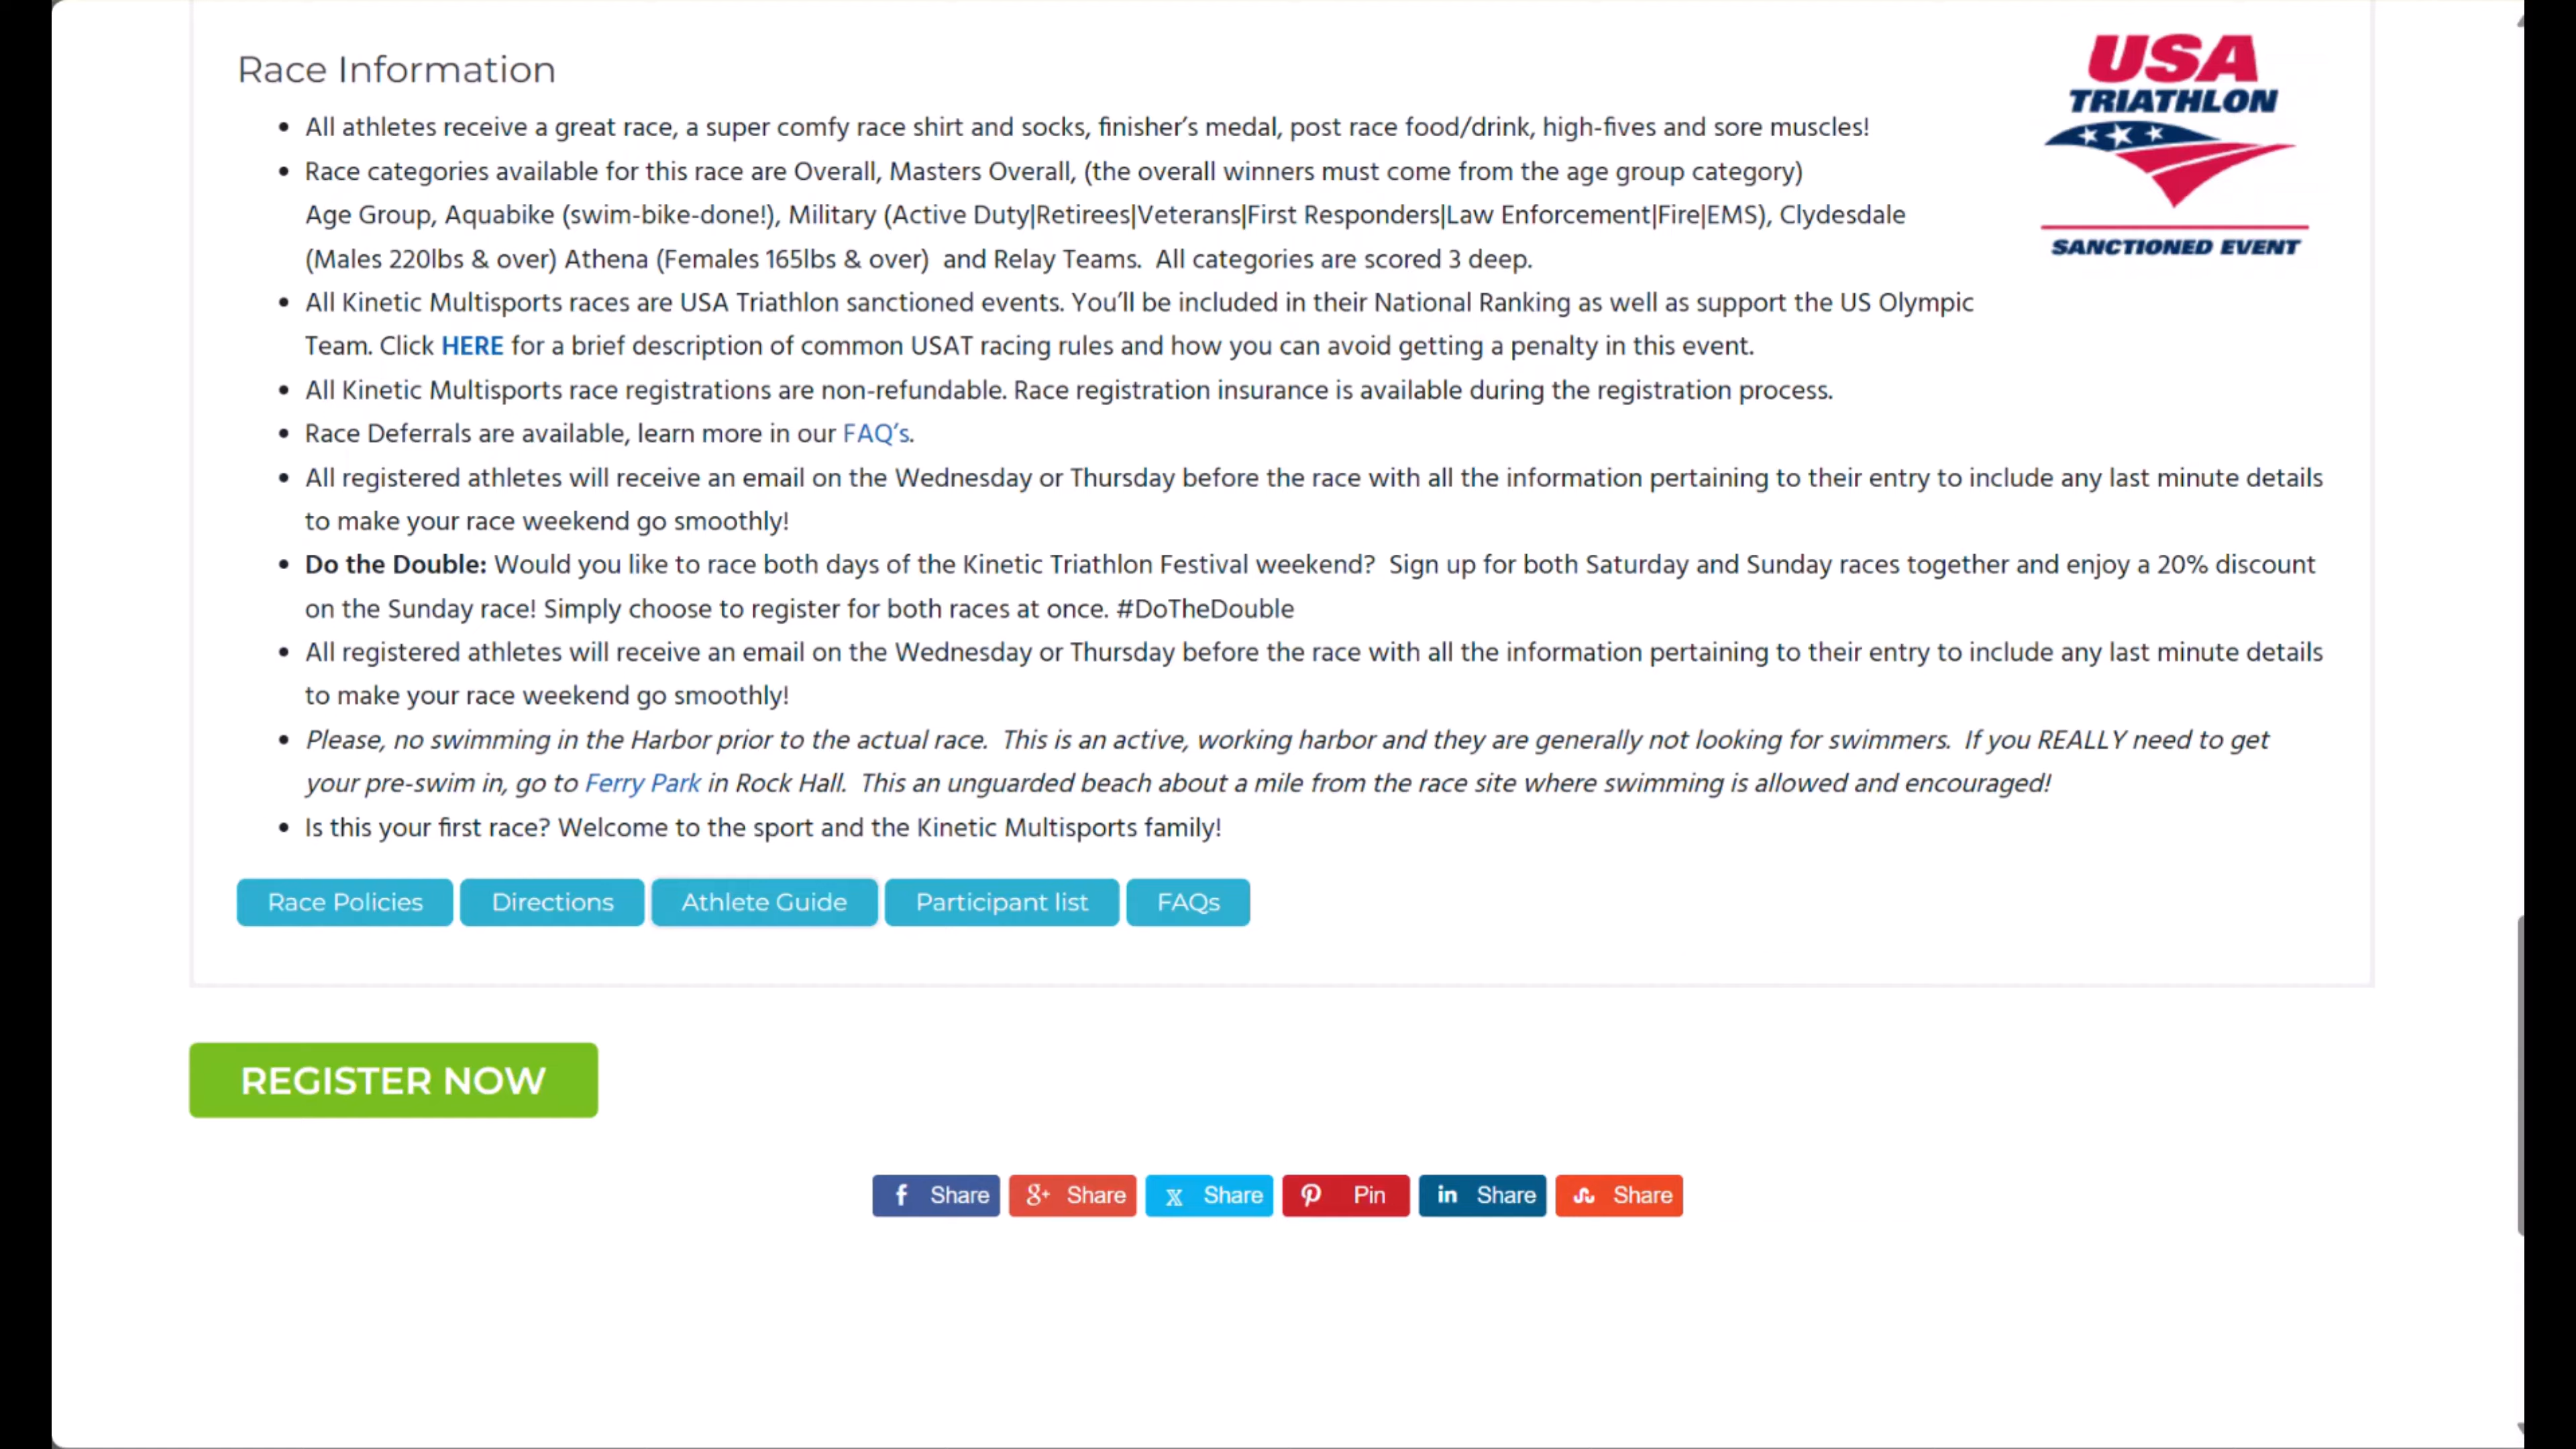 Race Information
USA
TRIATHLON
SANCTIONED EVENT
• All athletes receive a great race, a super comfy race shirt and socks, finisher's medal, post race food/drink, high-fives and sore muscles!
• Race categories available for this race are Overall, Masters Overall, (the overall winners must come from the age group category)
Age Group, Aquabike (swim-bike-done!), Military (Active Duty|Retirees|Veterans|First Responders|Law Enforcement|Fire|EMS), Clydesdale
(Males 220lbs & over) Athena (Females 165lbs & over)  and Relay Teams.  All categories are scored 3 deep.
• All Kinetic Multisports races are USA Triathlon sanctioned events. You'll be included in their National Ranking as well as support the US Olympic
Team. Click HERE for a brief description of common USAT racing rules and how you can avoid getting a penalty in this event.
• All Kinetic Multisports race registrations are non-refundable. Race registration insurance is available during the registration process.
• Race Deferrals are available, learn more in our FAQ's.
• All registered athletes will receive an email on the Wednesday or Thursday before the race with all the information pertaining to their entry to include any last minute details
to make your race weekend go smoothly!
• Do the Double: Would you like to race both days of the Kinetic Triathlon Festival weekend?  Sign up for both Saturday and Sunday races together and enjoy a 20% discount
on the Sunday race! Simply choose to register for both races at once. #DoTheDouble
• All registered athletes will receive an email on the Wednesday or Thursday before the race with all the information pertaining to their entry to include any last minute details
to make your race weekend go smoothly!
• Please, no swimming in the Harbor prior to the actual race.  This is an active, working harbor and they are generally not looking for swimmers.  If you REALLY need to get
your pre-swim in, go to Ferry Park in Rock Hall.  This an unguarded beach about a mile from the race site where swimming is allowed and encouraged!
• Is this your first race? Welcome to the sport and the Kinetic Multisports family!
Race Policies Directions Athlete Guide Participant list FAQs
REGISTER NOW
f Share g+ Share X Share Pin in Share Share